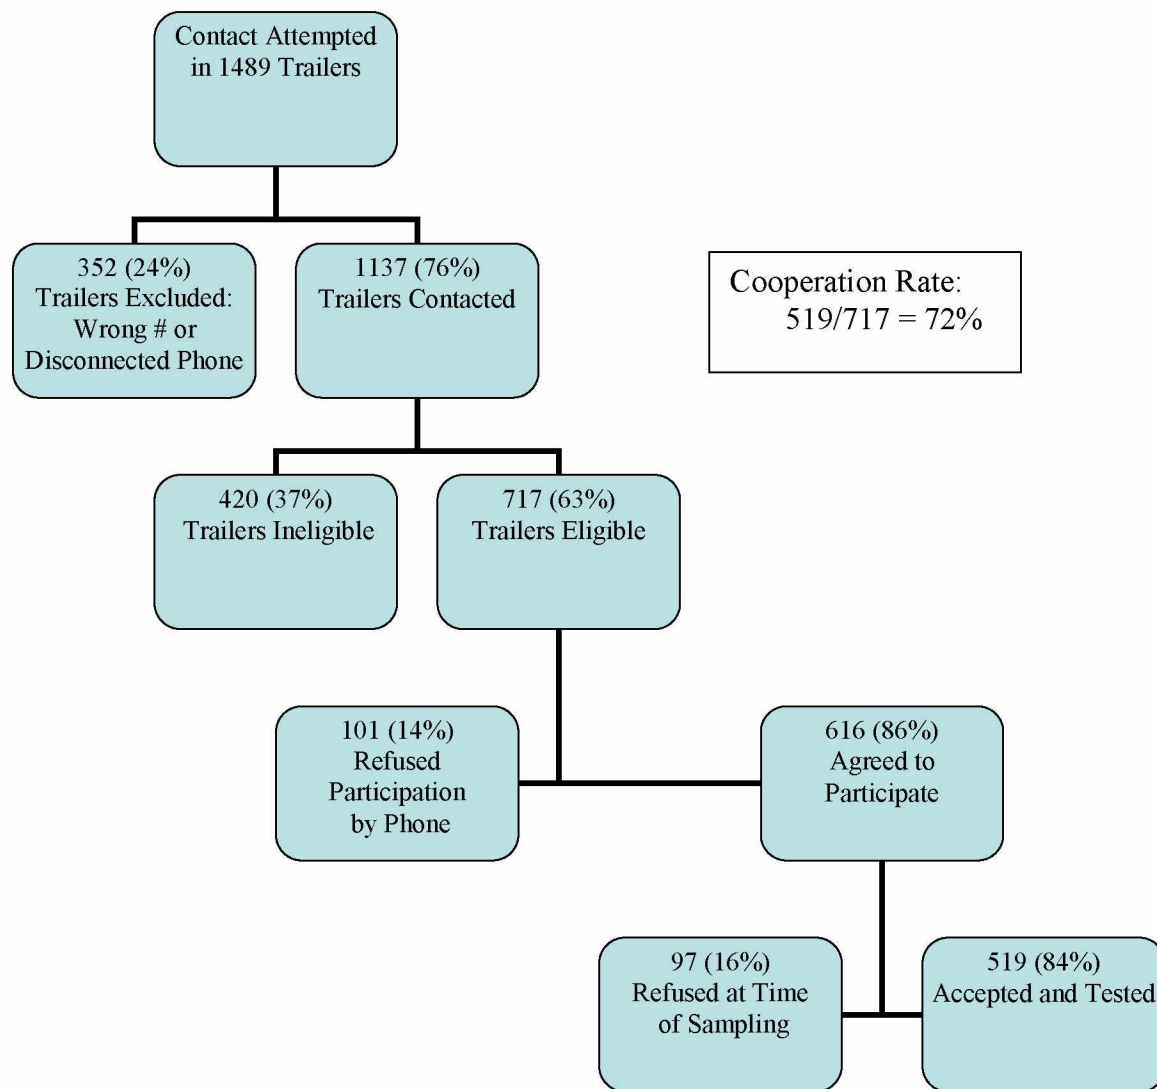 Contact Attempted
in 1489 Trailers
352 (24%)
Trailers Excluded:
Wrong # or
Disconnected Phone
1137 (76%)
Trailers Contacted
Cooperation Rate:
519/717 = 72%
420 (37%)
Trailers Ineligible
717 (63%)
Trailers Eligible
101 (14%)
Refused
Participation
by Phone
616 (86%)
Agreed to
Participate
97 (16%)
Refused at Time
of Sampling
519 (84%)
Accepted and Tested